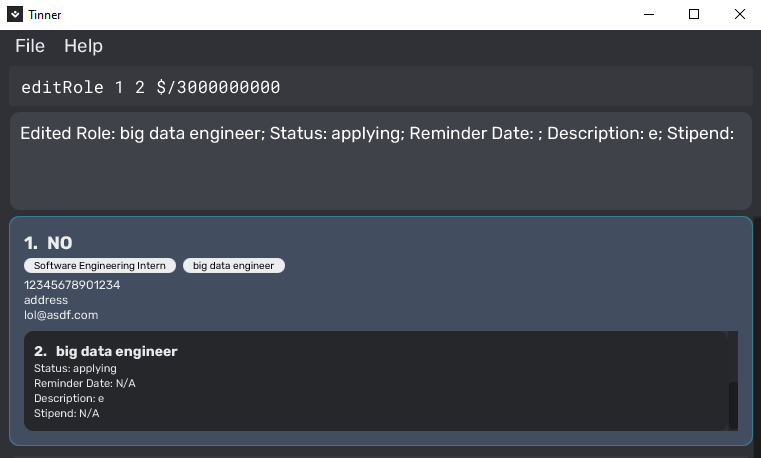 Tinner
File Help
editRole 1 2 $/3000000000
Edited Role: big data engineer; Status: applying; Reminder Date: ; Description: e; Stipend:
1. NO
Software Engineering Intern big data engineer
12345678901234
address
lol@asdf.com
2. big data engineer
Status: applying
Reminder Date: N/A
Description: e
Stipend: N/A